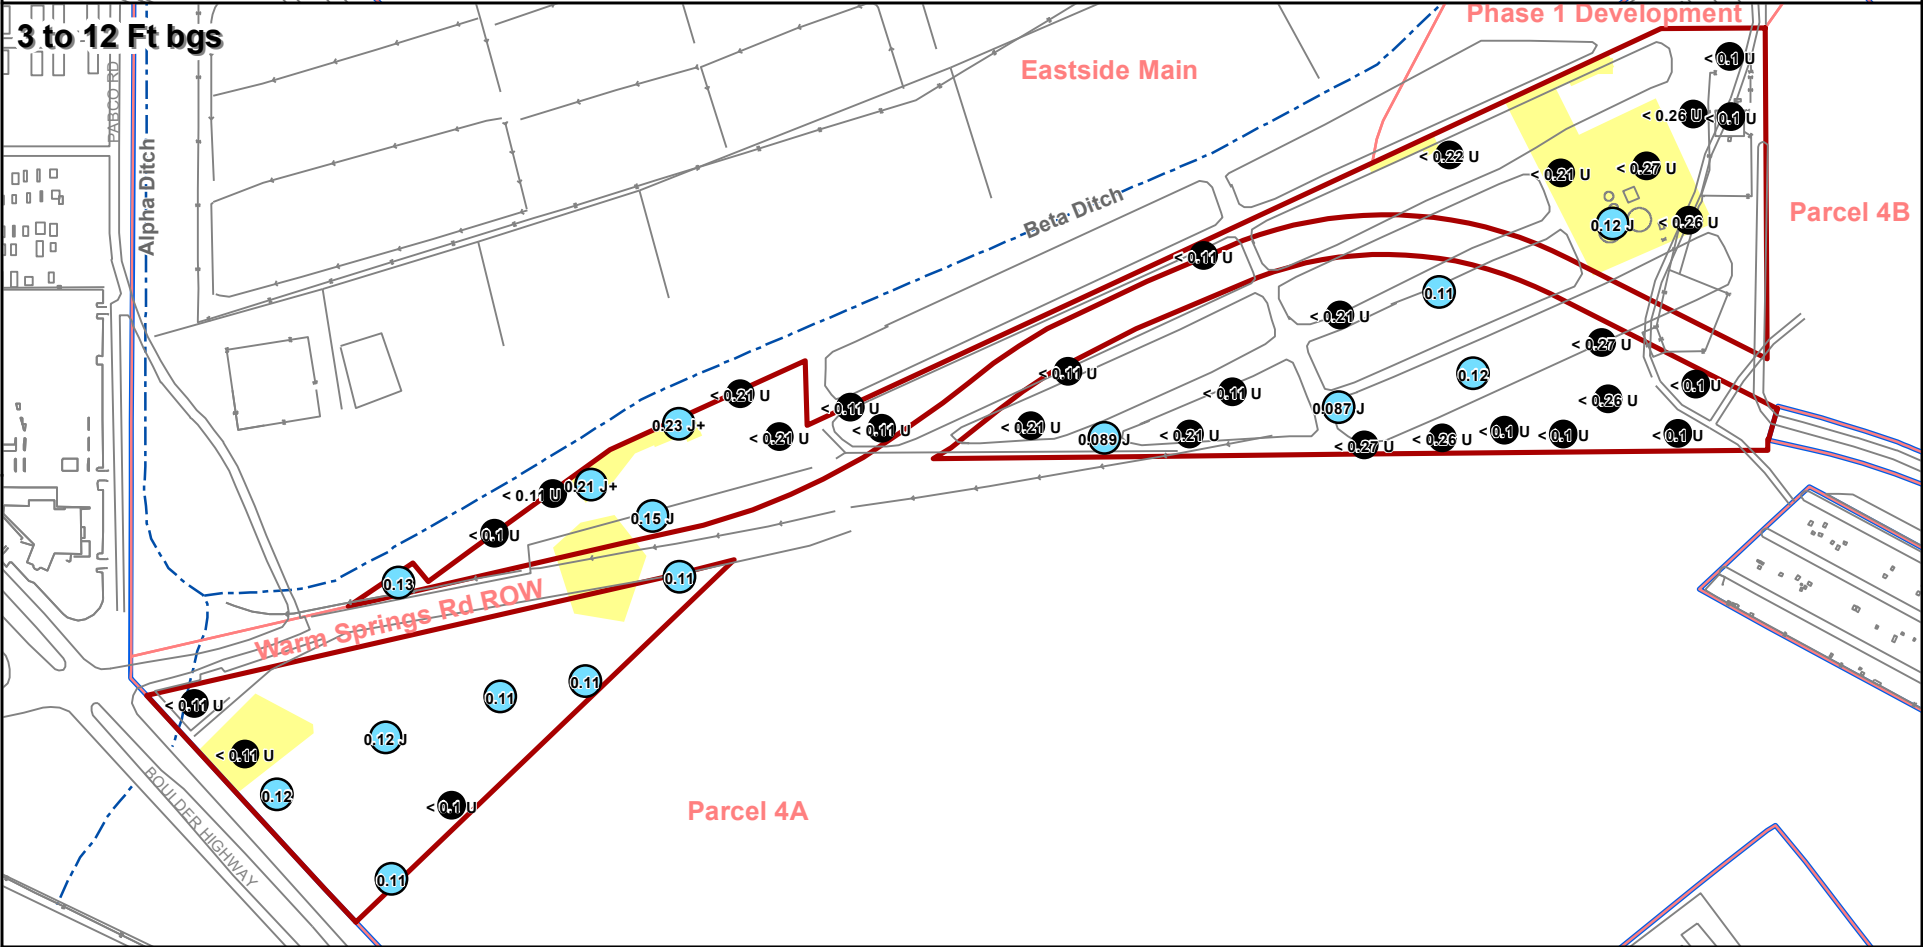 Phase 1 Development
3 to 12 Ft bgs
Eastside Main
PABCO RD
Alpha Ditch
Beta Ditch
Parcel 4B
< 0.1 U
< 0.26 U
< 0.1 U
< 0.22 U
< 0.21 U
< 0.27 U
0.12 J
< 0.26 U
< 0.11 U
0.11
< 0.21 U
< 0.27 U
< 0.11 U
0.12
< 0.1 U
< 0.21 U
< 0.11 U
< 0.26 U
< 0.11 U
0.087 J
0.23 J+
< 0.21 U
< 0.11 U
< 0.21 U
0.089 J
< 0.21 U
< 0.27 U
< 0.26 U
< 0.1 U
< 0.1 U
< 0.1 U
< 0.11 U
0.21 J+
0.15 J
< 0.1 U
0.13
0.11
Warm Springs Rd ROW
0.11
0.11
< 0.11 U
0.12 J
< 0.11 U
0.12
< 0.1 U
Parcel 4A
BOULDER HIGHWAY
0.11